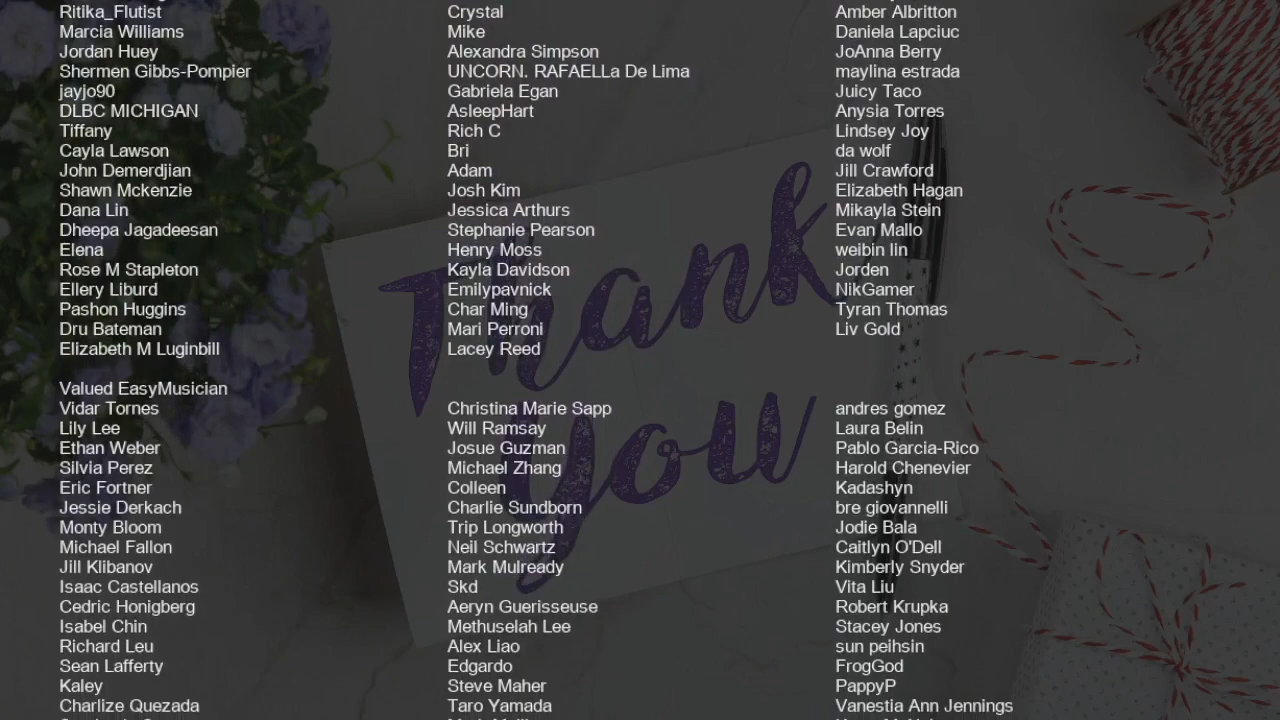 Ritika_Flutist
Marcia Williams
Jordan Huey
Shermen Gibbs-Pompier
jayjo90
DLBC MICHIGAN
Tiffany
Cayla Lawson
John Demerdjian
Shawn Mckenzie
Dana Lin
Dheepa Jagadeesan
Elena
Rose M Stapleton
Ellery Liburd
Pashon Huggins
Dru Bateman
Elizabeth M Luginbill
Crystal
Mike
Alexandra Simpson
UNCORN. RAFAELLa De Lima
Gabriela Egan
AsleepHart
Rich C
Bri
Adam
Josh Kim
Jessica Arthurs
Stephanie Pearson
Henry Moss
Kayla Davidson
Emilypavnick
Char Ming
Mari Perroni
Lacey Reed
Amber Albritton
Daniela Lapciuc
JoAnna Berry
maylina estrada
Juicy Taco
Anysia Torres
Lindsey Joy
da wolf
Jill Crawford
Elizabeth Hagan
Mikayla Stein
Evan Mallo
weibin lin
Jorden
NikGamer
Tyran Thomas
Liv Gold
Valued EasyMusician
Vidar Tornes
Lily Lee
Ethan Weber
Silvia Perez
Eric Fortner
Jessie Derkach
Monty Bloom
Michael Fallon
Jill Klibanov
Isaac Castellanos
Cedric Honigberg
Isabel Chin
Richard Leu
Sean Lafferty
Kaley
Charlize Quezada
Christina Marie Sapp
Will Ramsay
Josue Guzman
Michael Zhang
Colleen
Charlie Sundborn
Trip Longworth
Neil Schwartz
Mark Mulready
Skd
Aeryn Guerisseuse
Methuselah Lee
Alex Liao
Edgardo
Steve Maher
Taro Yamada
andres gomez
Laura Belin
Pablo Garcia-Rico
Harold Chenevier
Kadashyn
bre giovannelli
Jodie Bala
Caitlyn O'Dell
Kimberly Snyder
Vita Liu
Robert Krupka
Stacey Jones
sun peihsin
FrogGod
PappyP
Vanestia Ann Jennings
Thank
you